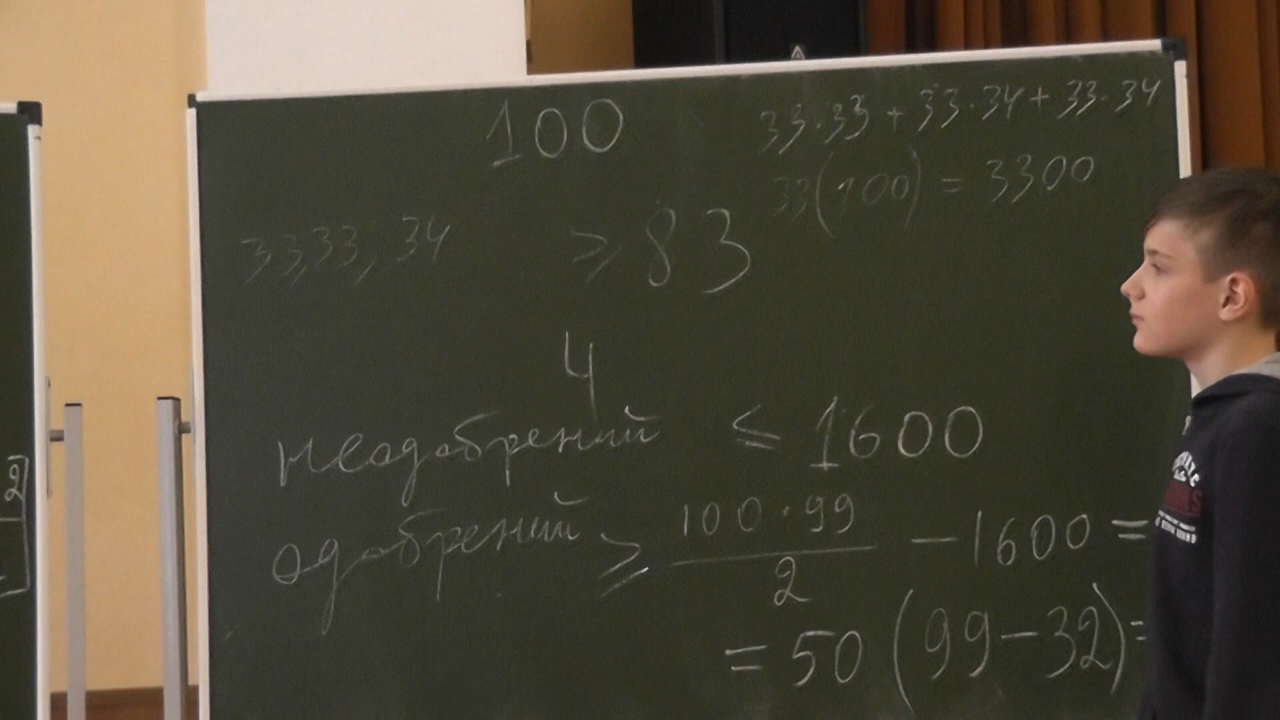 100
33·33 + 33·34 + 33·34
33(100) = 3300
3333,34
≥ 83
4
неодобрений ≤ 1600
одобрений ≥ 100·99 / 2 − 1600 =
= 50 (99−32) =
2